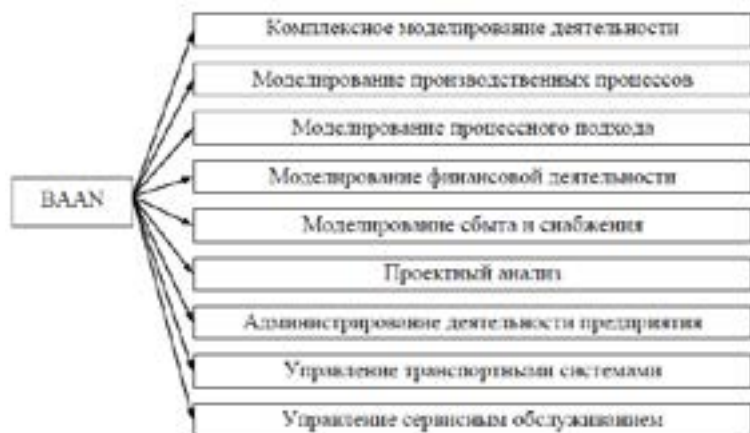 Комплексное моделирование деятельности
Моделирование производственных процессов
Моделирование процессного подхода
Моделирование финансовой деятельности
BAAN
Моделирование сбыта и снабжения
Проектный анализ
Администрирование деятельности предприятия
Управление транспортными системами
Управление сервисным обслуживанием